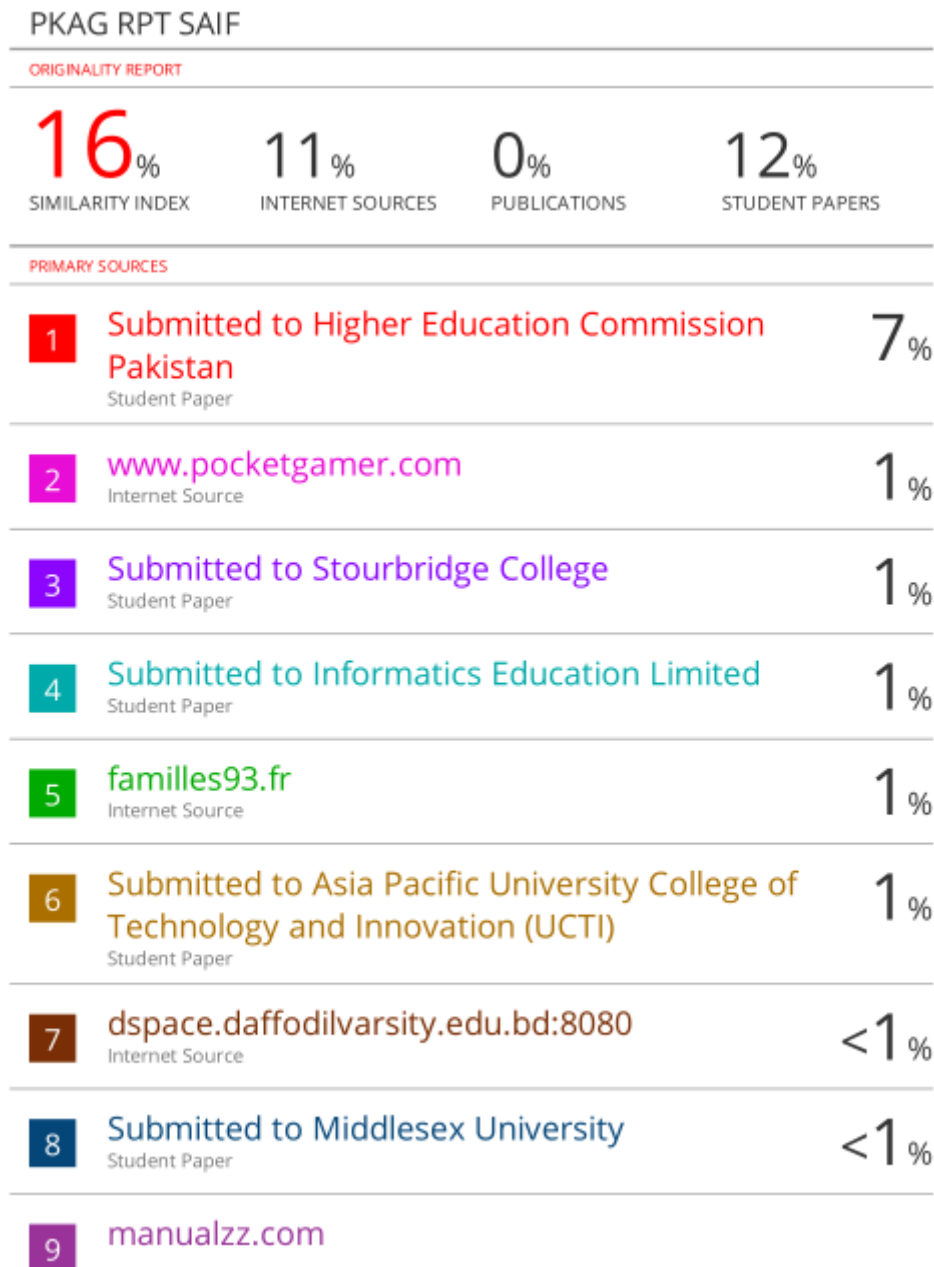 PKAG RPT SAIF
ORIGINALITY REPORT
16%
11%
0%
12%
SIMILARITY INDEX
INTERNET SOURCES
PUBLICATIONS
STUDENT PAPERS
PRIMARY SOURCES
1
Submitted to Higher Education Commission
Pakistan
Student Paper
7%
2
www.pocketgamer.com
Internet Source
1%
3
Submitted to Stourbridge College
Student Paper
1%
4
Submitted to Informatics Education Limited
Student Paper
1%
5
familles93.fr
Internet Source
1%
6
Submitted to Asia Pacific University College of
Technology and Innovation (UCTI)
Student Paper
1%
7
dspace.daffodilvarsity.edu.bd:8080
Internet Source
<1%
8
Submitted to Middlesex University
Student Paper
<1%
9
manualzz.com